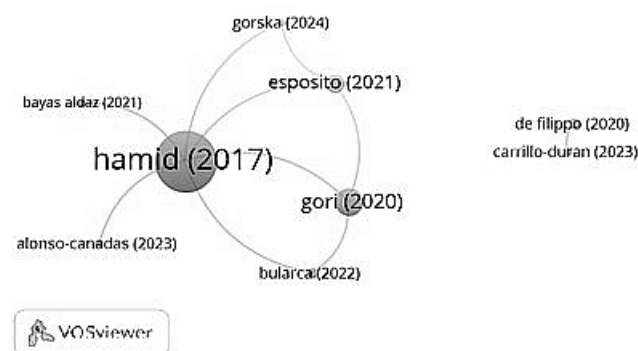 gorska (2024)
esposito (2021)
bayas aldaz (2021)
de filippo (2020)
hamid (2017)
carrillo-duran (2023)
gori (2020)
alonso-canadas (2023)
bularca (2022)
VOSviewer